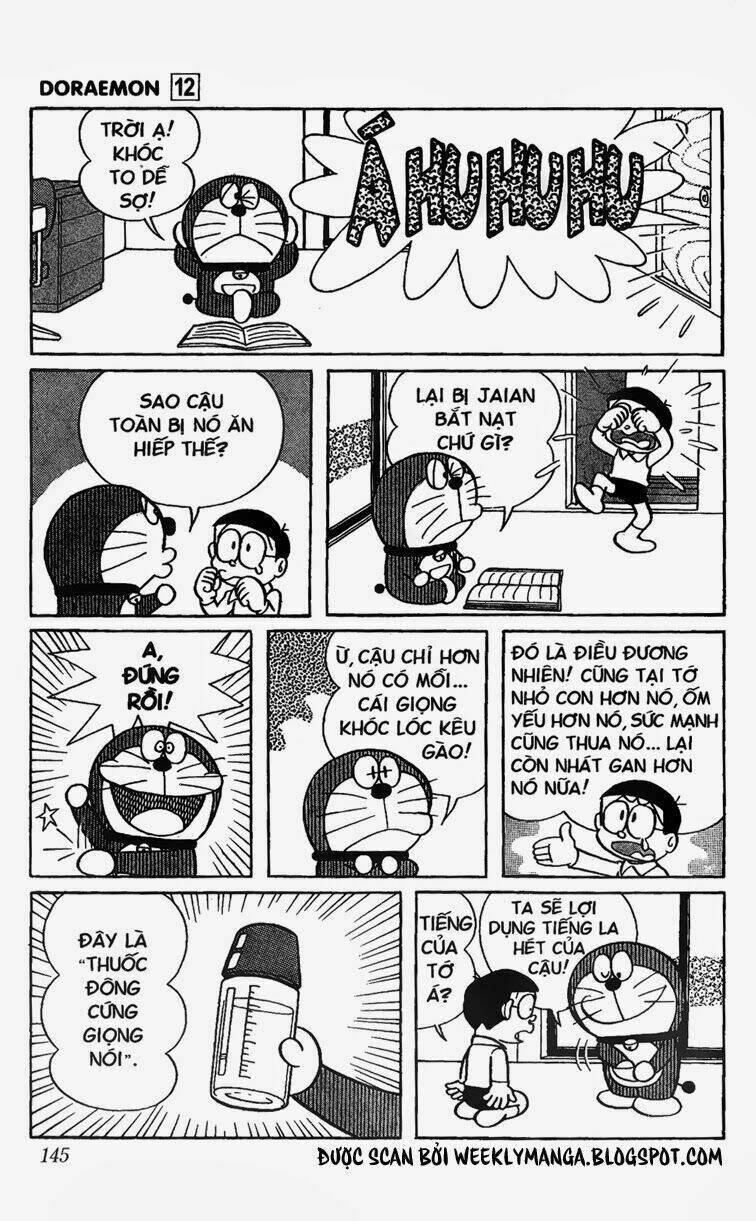 DORAEMON 12
Á HU HU HU
TRỜI Ạ!
KHÓC
TO DỄ
SỢ!
LẠI BỊ JAIAN
BẮT NẠT
CHỨ GÌ?
SAO CẬU
TOÀN BỊ NÓ ĂN
HIẾP THẾ?
ĐÓ LÀ ĐIỀU ĐƯƠNG
NHIÊN! CŨNG TẠI TỚ
NHỎ CON HƠN NÓ, ỐM
YẾU HƠN NÓ, SỨC MẠNH
CŨNG THUA NÓ... LẠI
CÒN NHÁT GAN HƠN
NÓ NỮA!
Ừ, CẬU CHỈ HƠN
NÓ CÓ MỖI...
CÁI GIỌNG
KHÓC LÓC KÊU
GÀO!
A,
ĐÚNG
RỒI!
TA SẼ LỢI
DỤNG TIẾNG LA
HÉT CỦA
CẬU!
TIẾNG
CỦA
TỚ
Á?
ĐÂY LÀ
"THUỐC
ĐÔNG
CỨNG
GIỌNG
NÓI".
145
ĐƯỢC SCAN BỞI WEEKLYMANGA.BLOGSPOT.COM